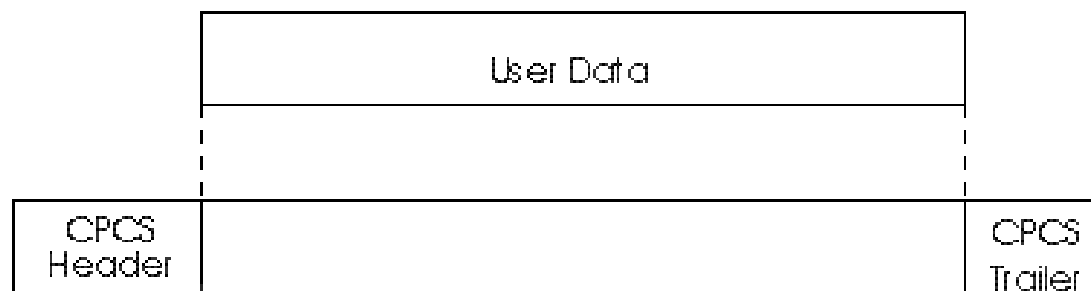 User Data
CPCS
Header
CPCS
Trailer